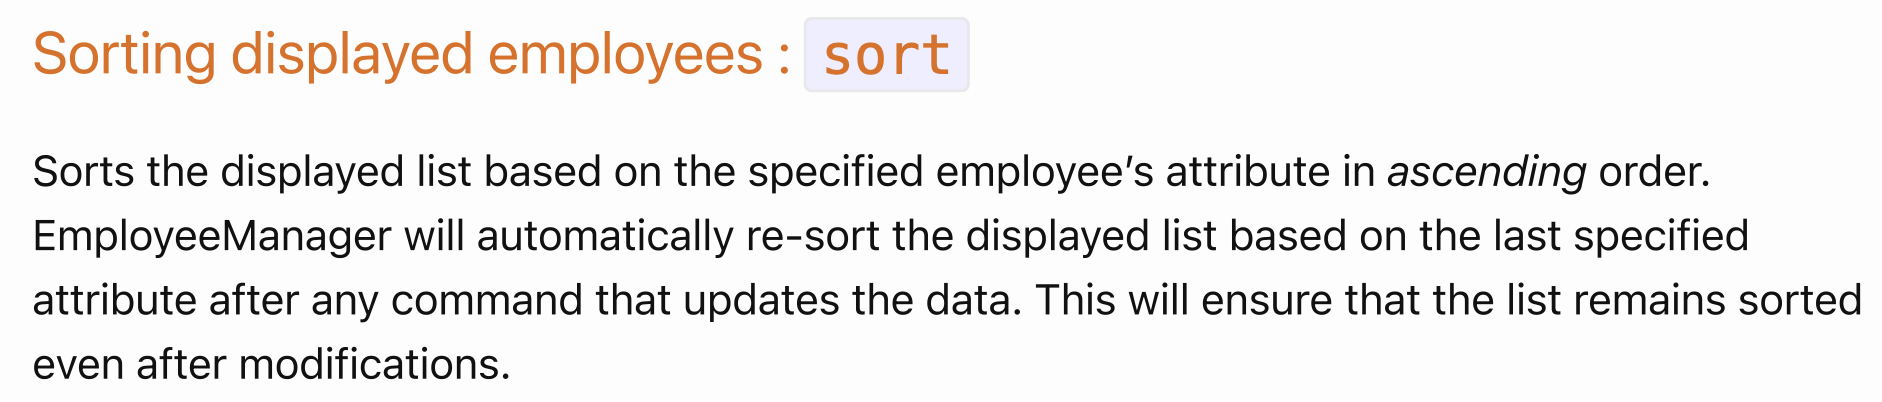 Sorting displayed employees : sort
Sorts the displayed list based on the specified employee’s attribute in ascending order.
EmployeeManager will automatically re-sort the displayed list based on the last specified
attribute after any command that updates the data. This will ensure that the list remains sorted
even after modifications.